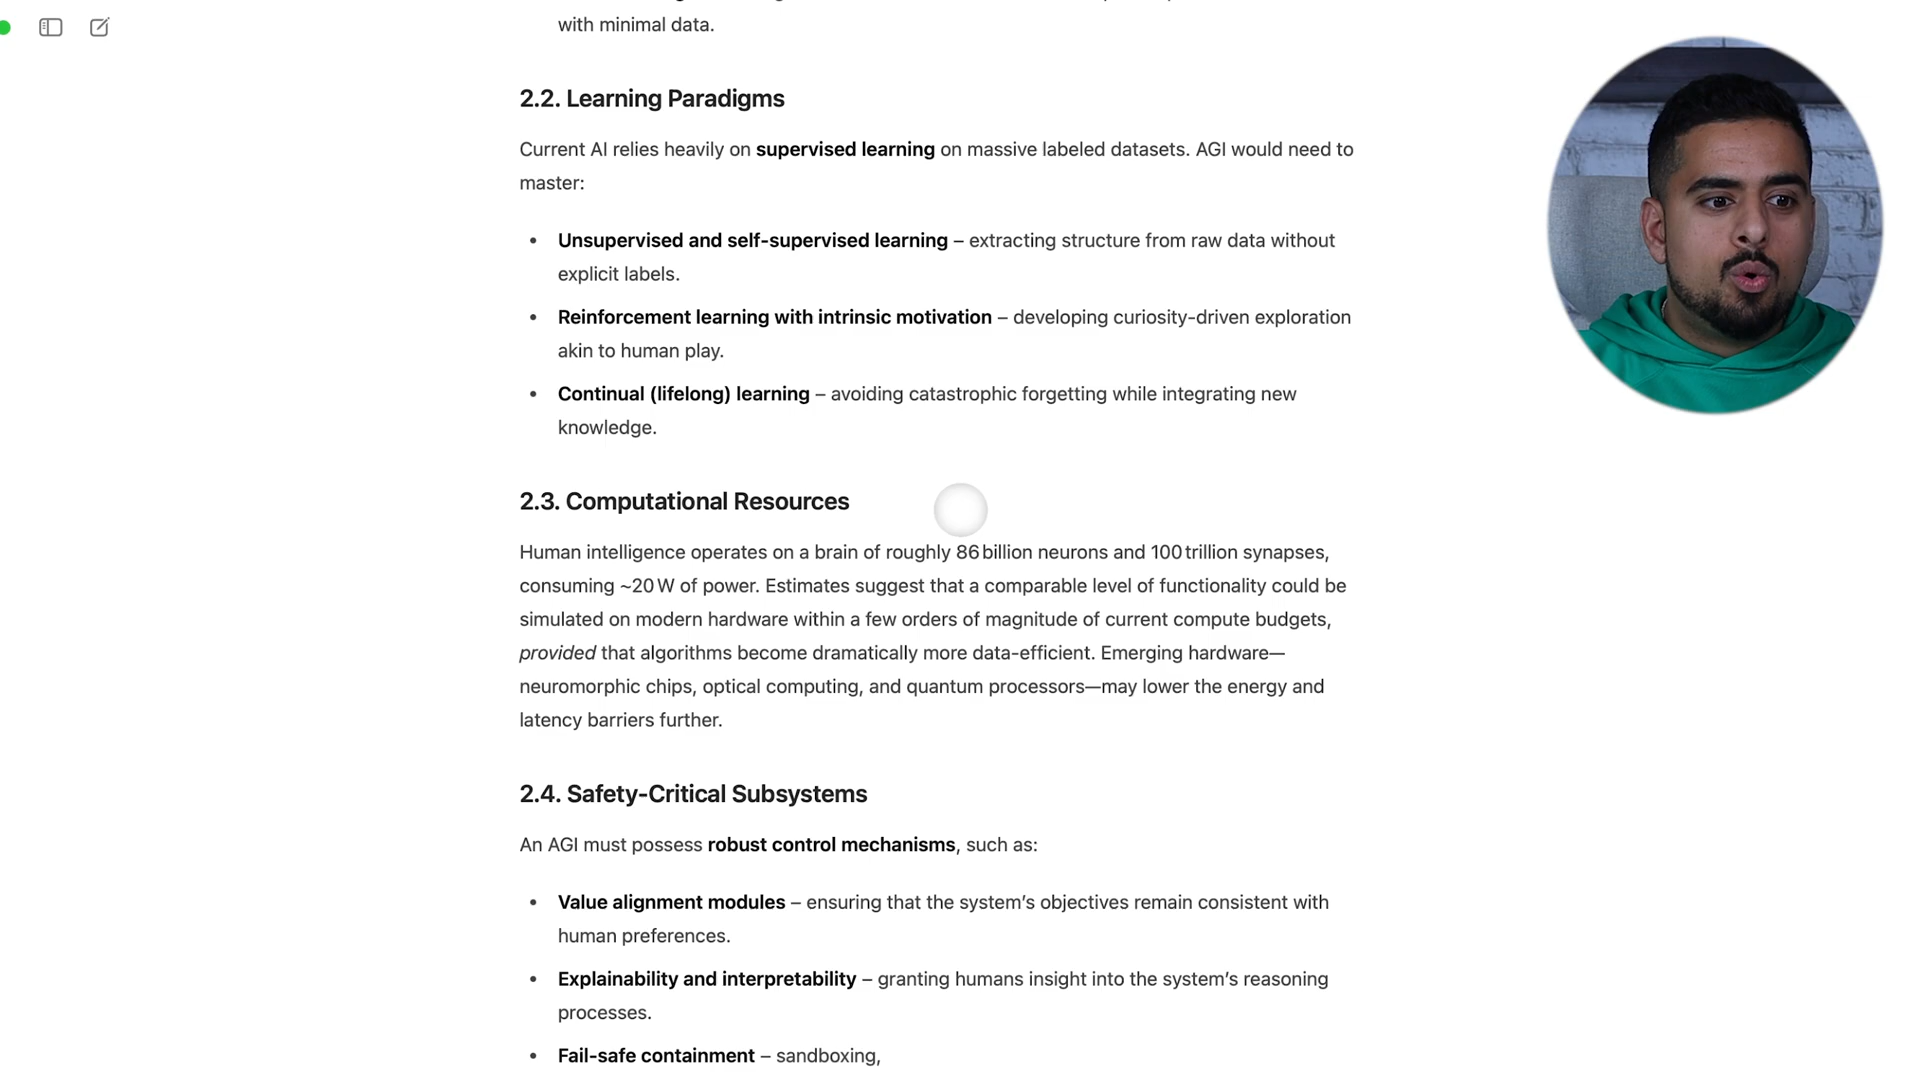 with minimal data.
2.2. Learning Paradigms
Current AI relies heavily on supervised learning on massive labeled datasets. AGI would need to
master:
• Unsupervised and self-supervised learning – extracting structure from raw data without
explicit labels.
• Reinforcement learning with intrinsic motivation – developing curiosity-driven exploration
akin to human play.
• Continual (lifelong) learning – avoiding catastrophic forgetting while integrating new
knowledge.
2.3. Computational Resources
Human intelligence operates on a brain of roughly 86 billion neurons and 100 trillion synapses,
consuming ~20 W of power. Estimates suggest that a comparable level of functionality could be
simulated on modern hardware within a few orders of magnitude of current compute budgets,
provided that algorithms become dramatically more data-efficient. Emerging hardware—
neuromorphic chips, optical computing, and quantum processors—may lower the energy and
latency barriers further.
2.4. Safety-Critical Subsystems
An AGI must possess robust control mechanisms, such as:
• Value alignment modules – ensuring that the system’s objectives remain consistent with
human preferences.
• Explainability and interpretability – granting humans insight into the system’s reasoning
processes.
• Fail-safe containment – sandboxing,